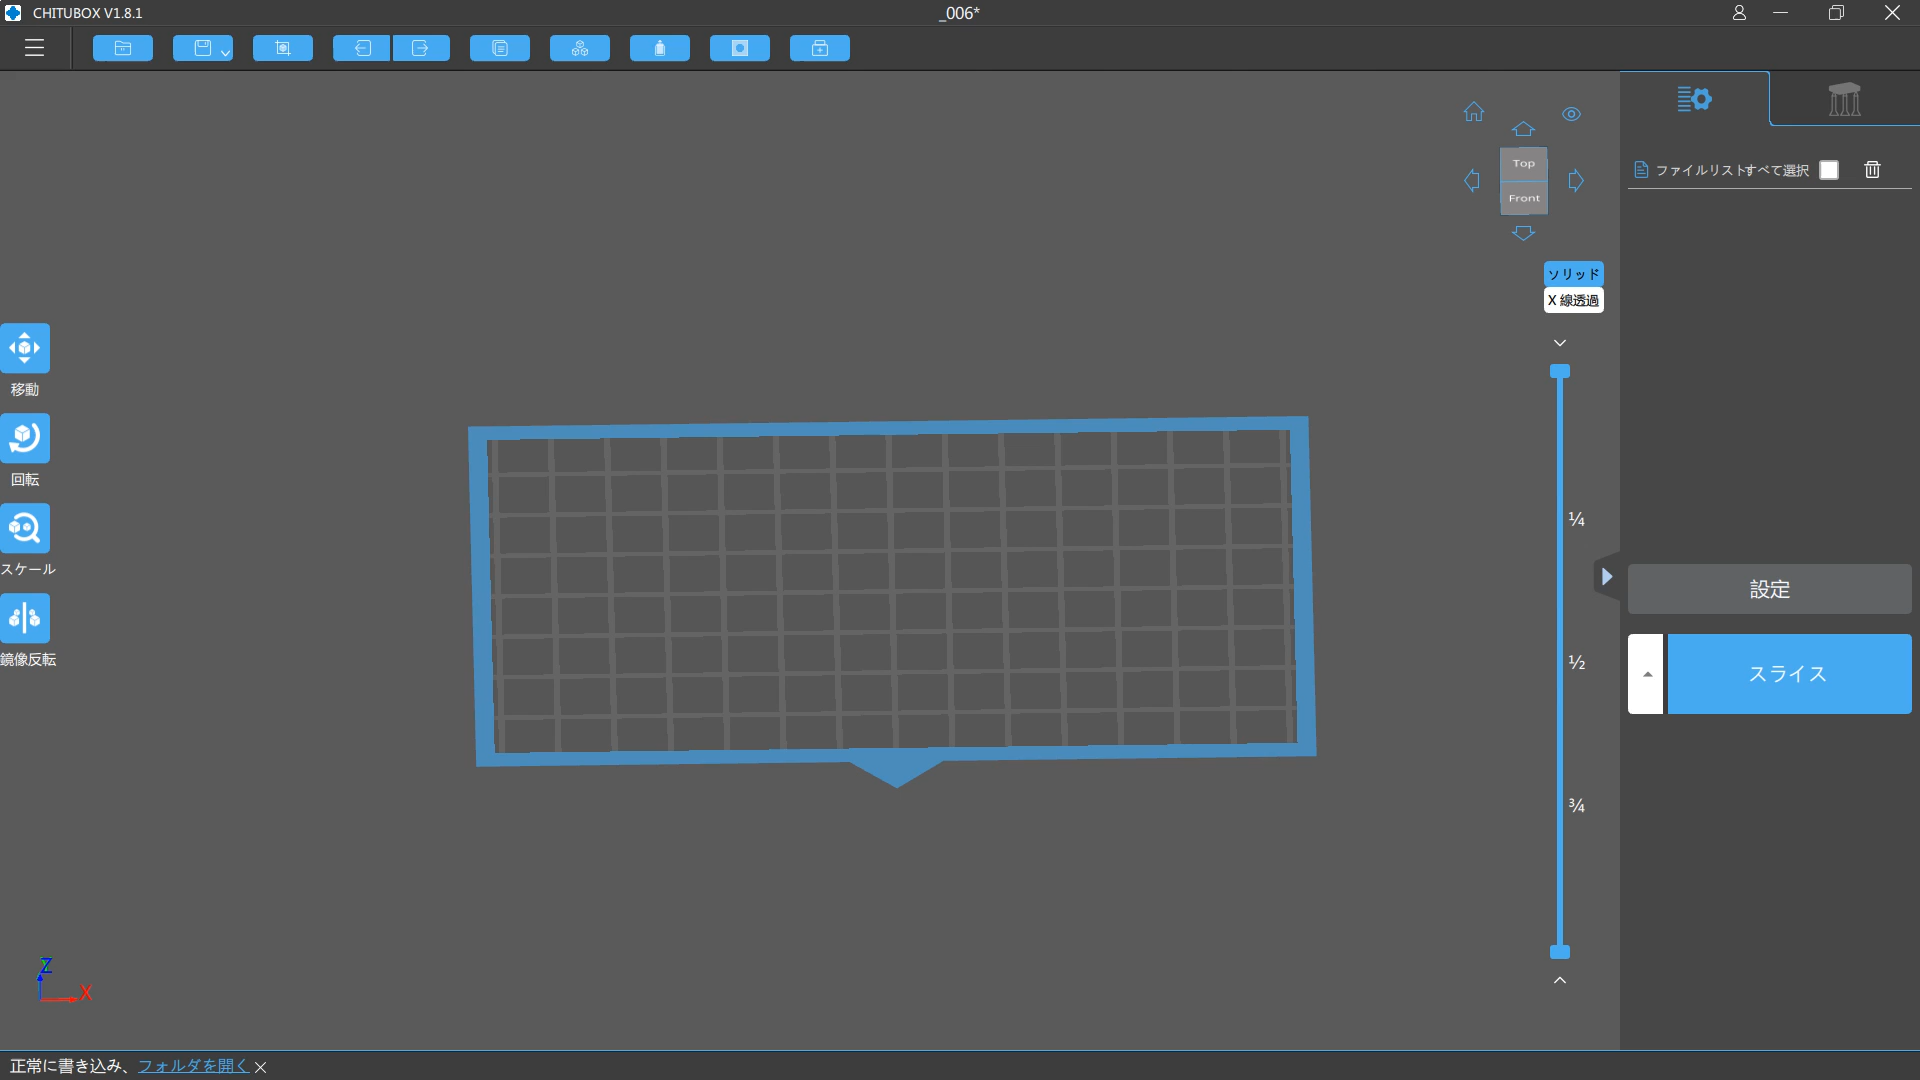 CHITUBOX V1.8.1
_006*
Top
Front
ファイルリスト すべて選択
ソリッド
X 線透過
移動
回転
スケール
鏡像反転
¼
½
¾
設定
スライス
Z
X
正常に書き込み、フォルダを開く